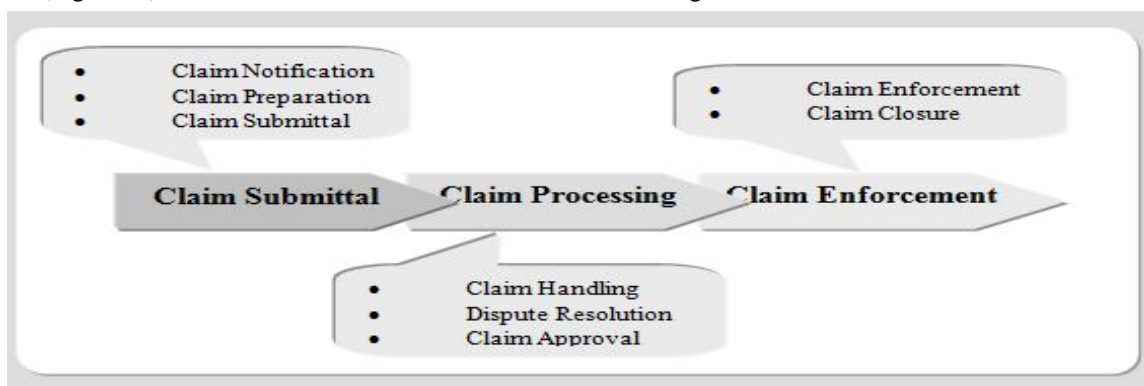 • Claim Notification
• Claim Preparation
• Claim Submittal
• Claim Enforcement
• Claim Closure
Claim Submittal
Claim Processing
Claim Enforcement
• Claim Handling
• Dispute Resolution
• Claim Approval